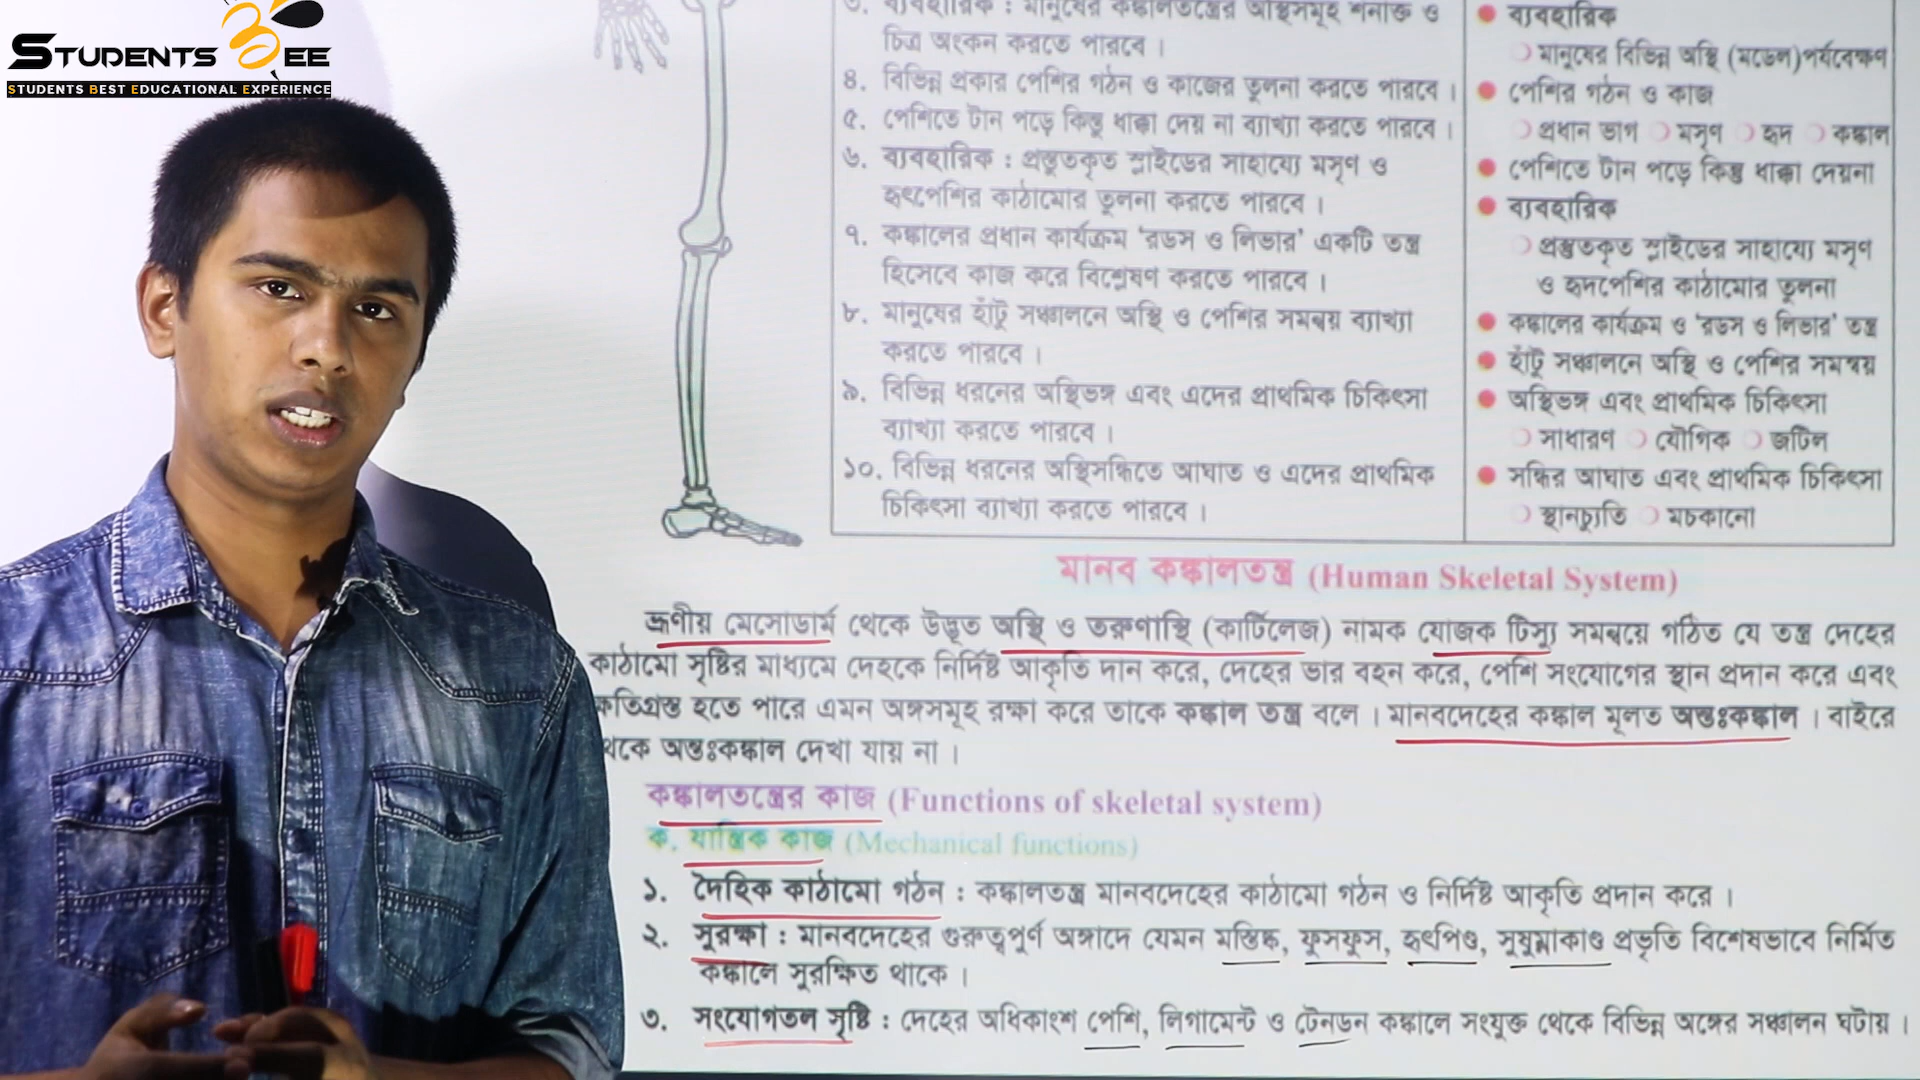 STUDENTS BEE
STUDENTS BEST EDUCATIONAL EXPERIENCE
৩. ব্যবহারিক : মানুষের কঙ্কালতন্ত্রের অস্থিসমূহ শনাক্ত ও
চিত্র অংকন করতে পারবে ।
৪. বিভিন্ন প্রকার পেশির গঠন ও কাজের তুলনা করতে পারবে ।
৫. পেশিতে টান পড়ে কিন্তু ধাক্কা দেয় না ব্যাখ্যা করতে পারবে ।
৬. ব্যবহারিক : প্রস্তুতকৃত স্লাইডের সাহায্যে মসৃণ ও
হৃৎপেশির কাঠামোর তুলনা করতে পারবে ।
৭. কঙ্কালের প্রধান কার্যক্রম ‘রডস ও লিভার’ একটি তন্ত্র
হিসেবে কাজ করে বিশ্লেষণ করতে পারবে ।
৮. মানুষের হাঁটু সঞ্চালনে অস্থি ও পেশির সমন্বয় ব্যাখ্যা
করতে পারবে ।
৯. বিভিন্ন ধরনের অস্থিভঙ্গ এবং এদের প্রাথমিক চিকিৎসা
ব্যাখ্যা করতে পারবে ।
১০. বিভিন্ন ধরনের অস্থিসন্ধিতে আঘাত ও এদের প্রাথমিক
চিকিৎসা ব্যাখ্যা করতে পারবে ।
ব্যবহারিক
মানুষের বিভিন্ন অস্থি (মডেল)পর্যবেক্ষণ
পেশির গঠন ও কাজ
প্রধান ভাগ মসৃণ হৃদ কঙ্কাল
পেশিতে টান পড়ে কিন্তু ধাক্কা দেয়না
ব্যবহারিক
প্রস্তুতকৃত স্লাইডের সাহায্যে মসৃণ
ও হৃদপেশির কাঠামোর তুলনা
কঙ্কালের কার্যক্রম ও ‘রডস ও লিভার’ তন্ত্র
হাঁটু সঞ্চালনে অস্থি ও পেশির সমন্বয়
অস্থিভঙ্গ এবং প্রাথমিক চিকিৎসা
সাধারণ যৌগিক জটিল
সন্ধির আঘাত এবং প্রাথমিক চিকিৎসা
স্থানচ্যুতি মচকানো
মানব কঙ্কালতন্ত্র (Human Skeletal System)
ভ্রূণীয় মেসোডার্ম থেকে উদ্ভূত অস্থি ও তরুণাস্থি (কার্টিলেজ) নামক যোজক টিস্যু সমন্বয়ে গঠিত যে তন্ত্র দেহের
কাঠামো সৃষ্টির মাধ্যমে দেহকে নির্দিষ্ট আকৃতি দান করে, দেহের ভার বহন করে, পেশি সংযোগের স্থান প্রদান করে এবং
ক্ষতিগ্রস্ত হতে পারে এমন অঙ্গসমূহ রক্ষা করে তাকে কঙ্কাল তন্ত্র বলে । মানবদেহের কঙ্কাল মূলত অন্তঃকঙ্কাল । বাইরে
থেকে অন্তঃকঙ্কাল দেখা যায় না ।
কঙ্কালতন্ত্রের কাজ (Functions of skeletal system)
ক. যান্ত্রিক কাজ (Mechanical functions)
১. দৈহিক কাঠামো গঠন : কঙ্কালতন্ত্র মানবদেহের কাঠামো গঠন ও নির্দিষ্ট আকৃতি প্রদান করে ।
২. সুরক্ষা : মানবদেহের গুরুত্বপূর্ণ অঙ্গাদে যেমন মস্তিষ্ক, ফুসফুস, হৃৎপিণ্ড, সুষুম্নাকাণ্ড প্রভৃতি বিশেষভাবে নির্মিত
কঙ্কালে সুরক্ষিত থাকে ।
৩. সংযোগতল সৃষ্টি : দেহের অধিকাংশ পেশি, লিগামেন্ট ও টেনডন কঙ্কালে সংযুক্ত থেকে বিভিন্ন অঙ্গের সঞ্চালন ঘটায় ।